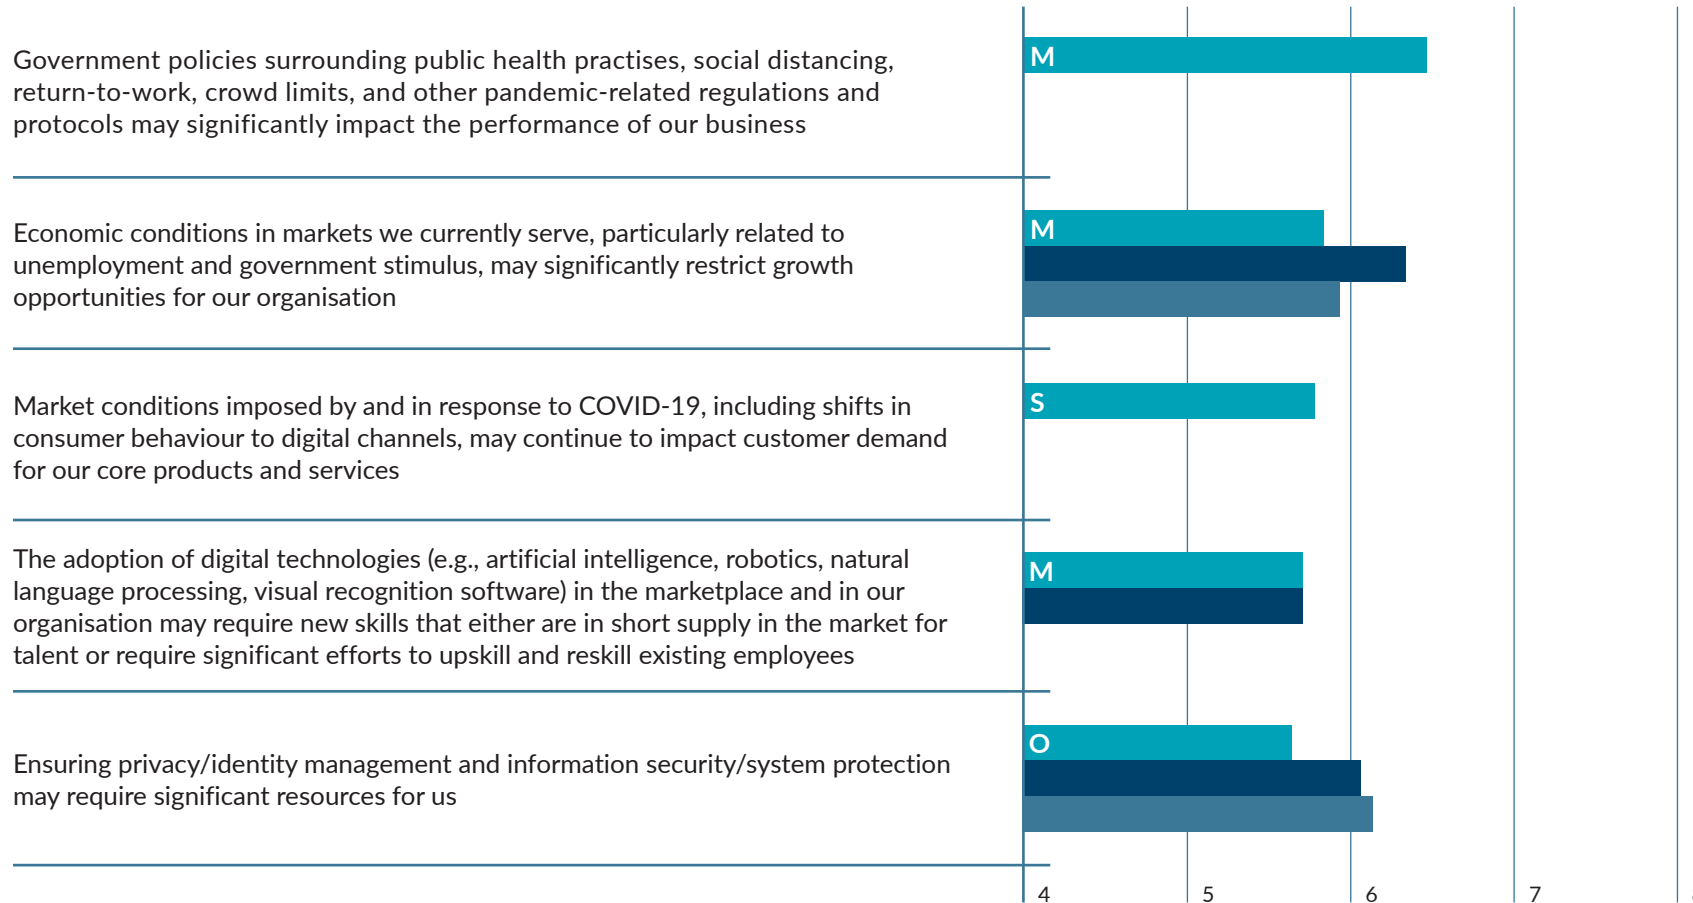 Government policies surrounding public health practises, social distancing,
return-to-work, crowd limits, and other pandemic-related regulations and
protocols may significantly impact the performance of our business
M
Economic conditions in markets we currently serve, particularly related to
unemployment and government stimulus, may significantly restrict growth
opportunities for our organisation
M
Market conditions imposed by and in response to COVID-19, including shifts in
consumer behaviour to digital channels, may continue to impact customer demand
for our core products and services
S
The adoption of digital technologies (e.g., artificial intelligence, robotics, natural
language processing, visual recognition software) in the marketplace and in our
organisation may require new skills that either are in short supply in the market for
talent or require significant efforts to upskill and reskill existing employees
M
Ensuring privacy/identity management and information security/system protection
may require significant resources for us
O
4 5 6 7